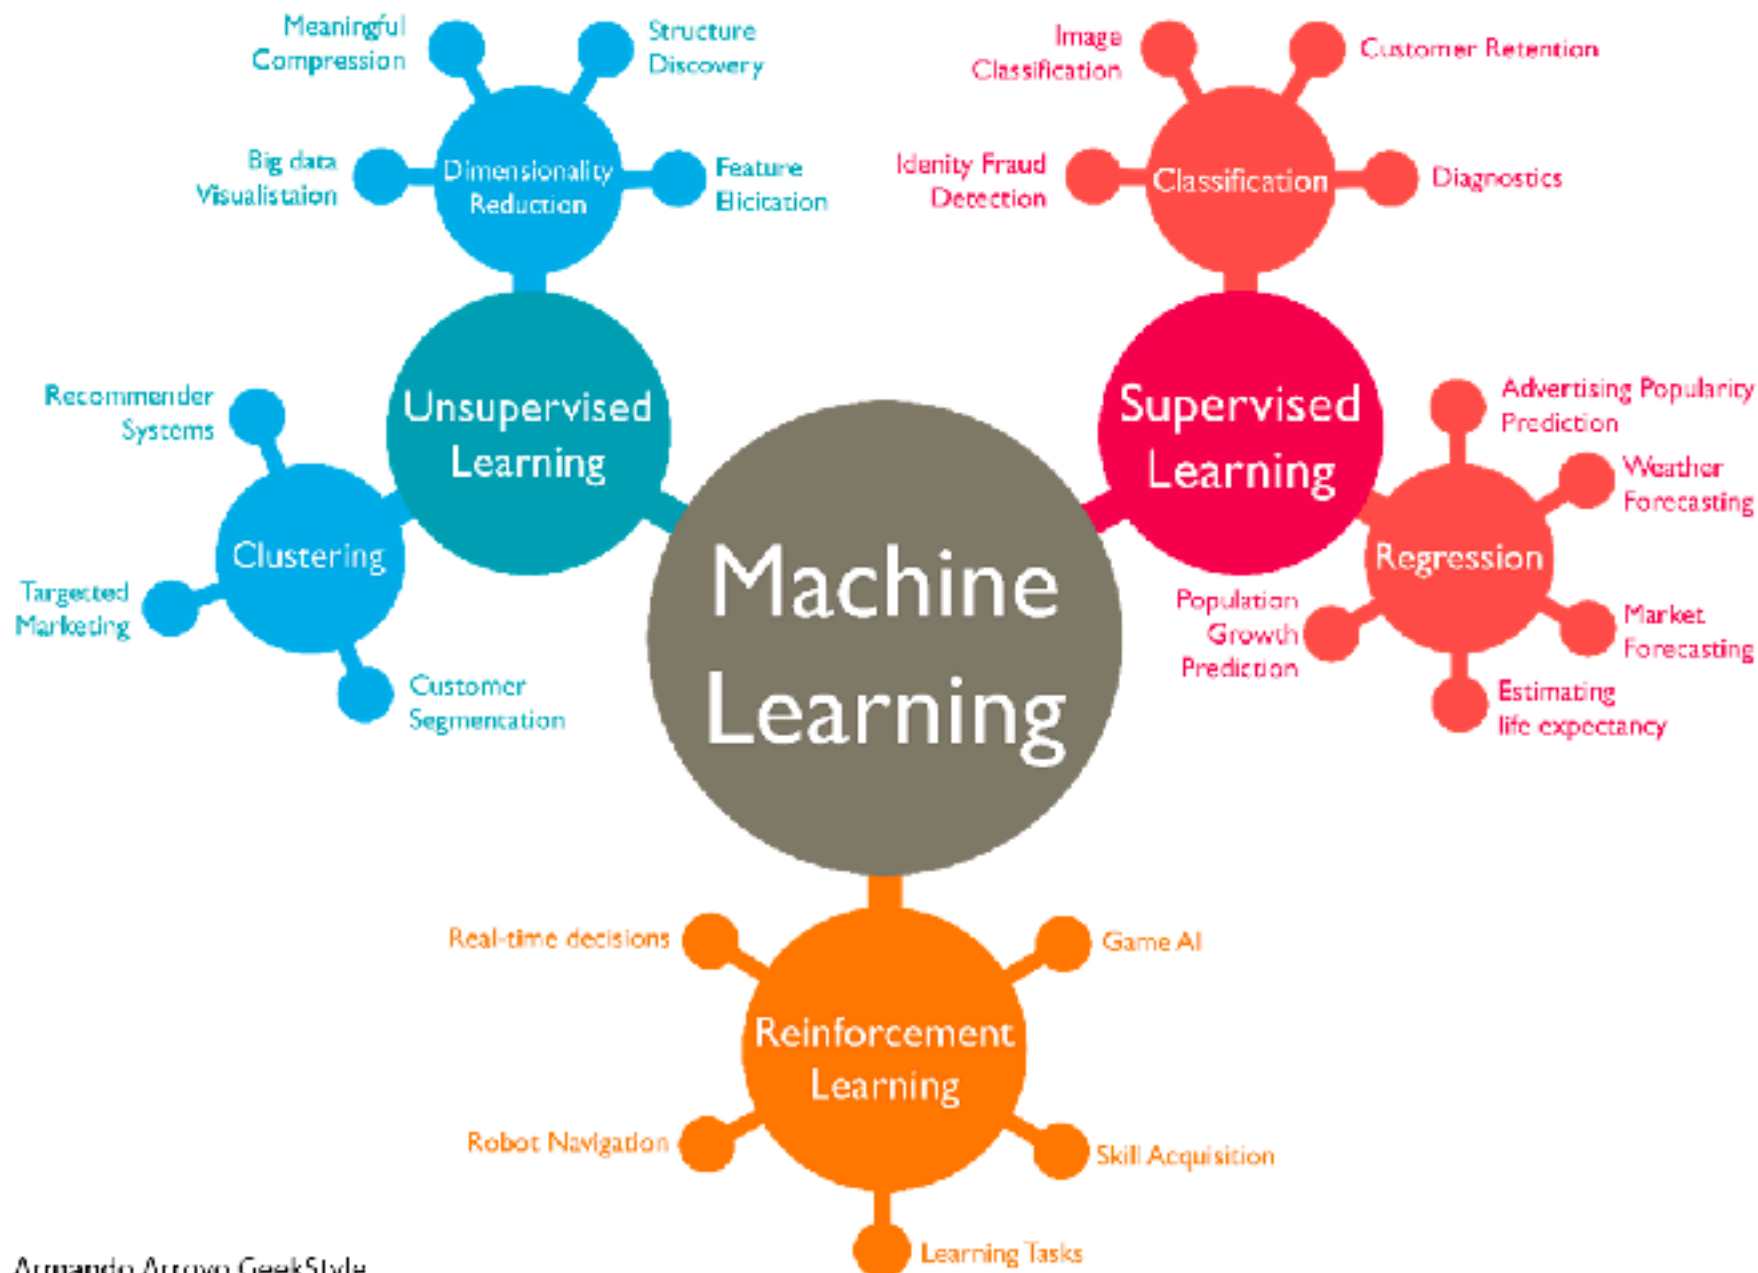 Meaningful
Compression
Structure
Discovery
Big data
Visualistaion
Dimensionality
Reduction
Feature
Elicitation
Image
Classification
Customer Retention
Idenity Fraud
Detection
Classification
Diagnostics
Unsupervised
Learning
Supervised
Learning
Recommender
Systems
Clustering
Targetted
Marketing
Customer
Segmentation
Advertising Popularity
Prediction
Weather
Forecasting
Regression
Population
Growth
Prediction
Market
Forecasting
Estimating
life expectancy
Machine
Learning
Real-time decisions
Game AI
Reinforcement
Learning
Robot Navigation
Skill Acquisition
Learning Tasks
Armando Arroyo GeekStyle